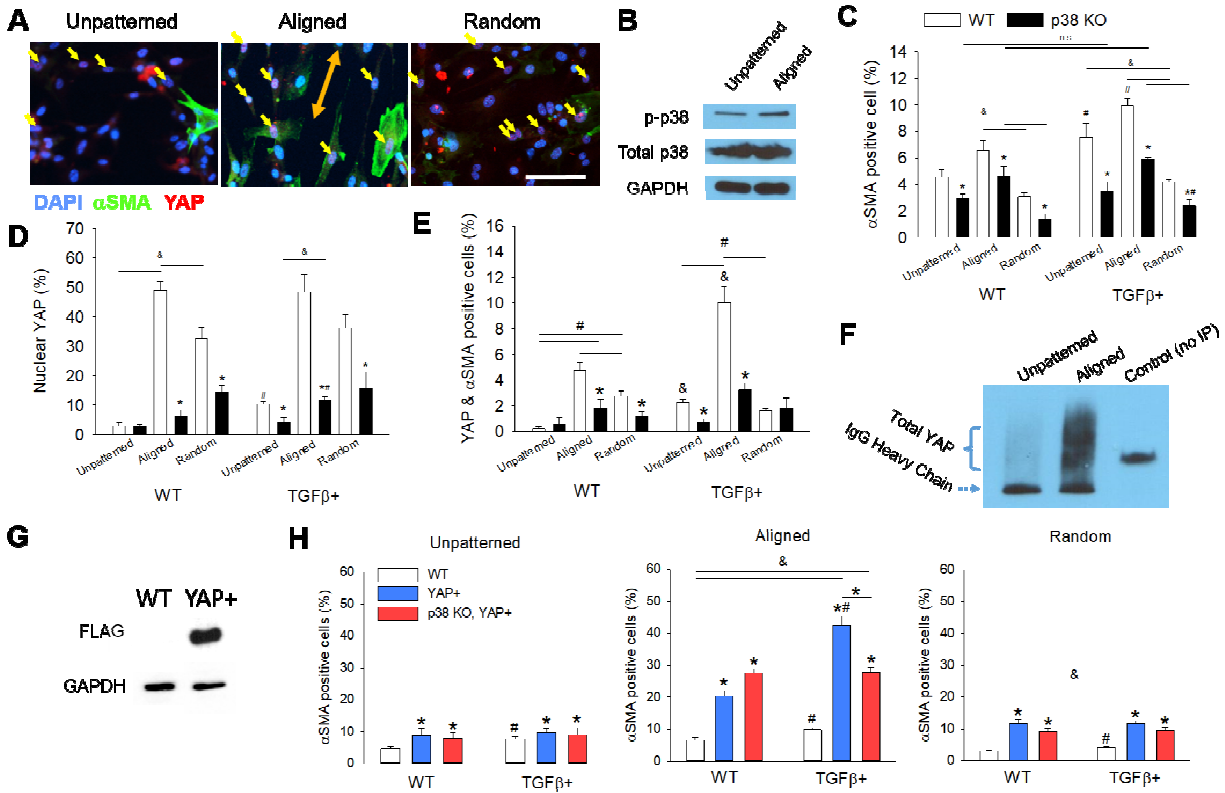 A
Unpatterned
Aligned
Random
DAPI αSMA YAP
B
Unpatterned
Aligned
p-p38
Total p38
GAPDH
C
WT
p38 KO
αSMA positive cell (%)
14
12
10
8
6
4
2
0
ns
&
&
#
#
*
*
*
*
*
*#
Unpatterned
Aligned
Random
Unpatterned
Aligned
Random
WT
TGFβ+
D
Nuclear YAP (%)
70
60
50
40
30
20
10
0
&
&
*
*
#
*
*#
*
Unpatterned
Aligned
Random
Unpatterned
Aligned
Random
WT
TGFβ+
E
YAP & αSMA positive cells (%)
16
14
12
10
8
6
4
2
0
#
#
*
*
&
*
&
*
Unpatterned
Aligned
Random
Unpatterned
Aligned
Random
WT
TGFβ+
F
Unpatterned
Aligned
Control (no IP)
Total YAP
IgG Heavy Chain
G
WT YAP+
FLAG
GAPDH
H
Unpatterned
WT
YAP+
p38 KO, YAP+
αSMA positive cells (%)
60
50
40
30
20
10
0
*
*
#
*
*
WT
TGFβ+
Aligned
αSMA positive cells (%)
60
50
40
30
20
10
0
&
*
*
*
#
*#
*
WT
TGFβ+
Random
αSMA positive cells (%)
60
50
40
30
20
10
0
&
*
*
#
*
*
WT
TGFβ+